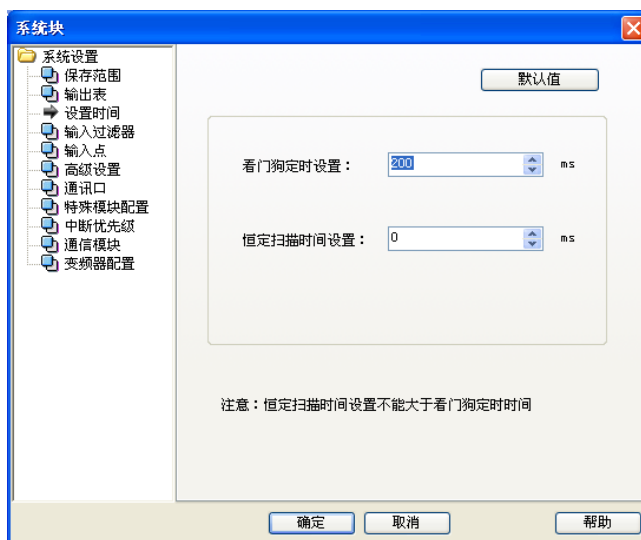 系统块
系统设置
保存范围
输出表
设置时间
输入过滤器
输入点
高级设置
通讯口
特殊模块配置
中断优先级
通信模块
变频器配置
默认值
看门狗定时设置： 200 ms
恒定扫描时间设置： 0 ms
注意：恒定扫描时间设置不能大于看门狗定时时间
确定 取消 帮助